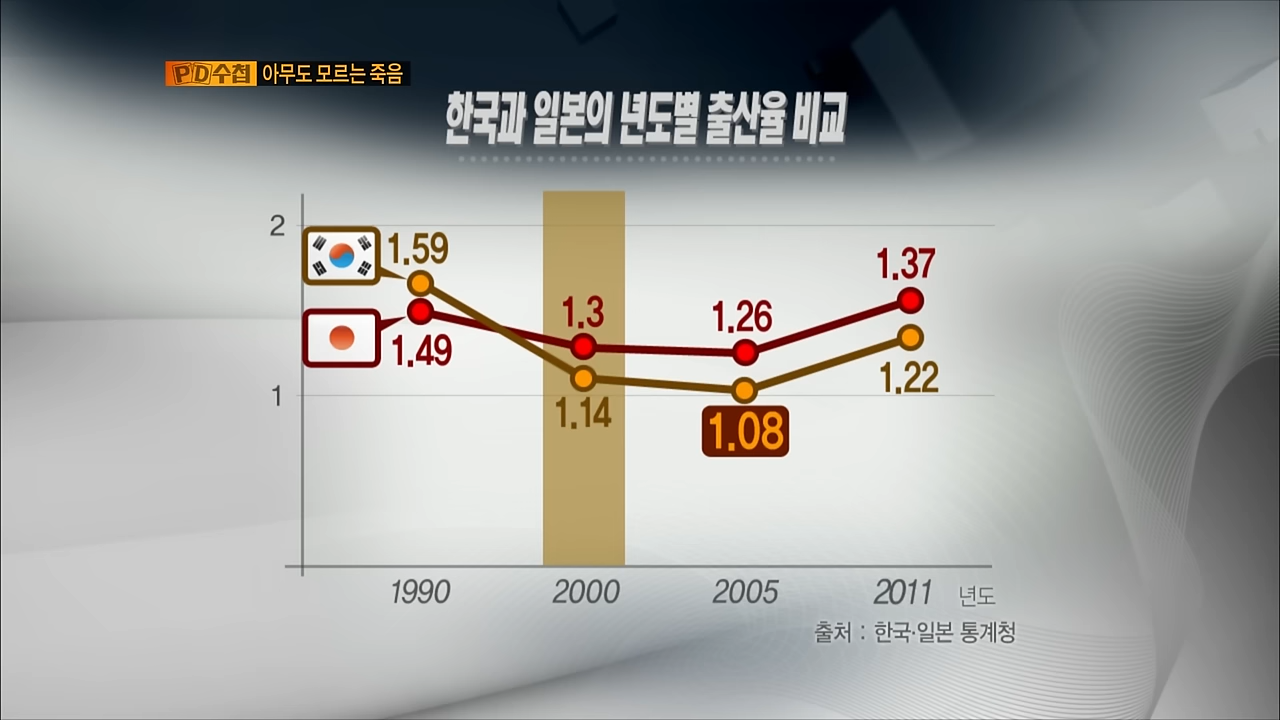 PD수첩 아무도 모르는 죽음
한국과 일본의 년도별 출산율 비교
2
1.59
1.49
1.3
1.14
1.26
1.08
1.37
1.22
1
1990 2000 2005 2011 년도
출처 : 한국·일본 통계청